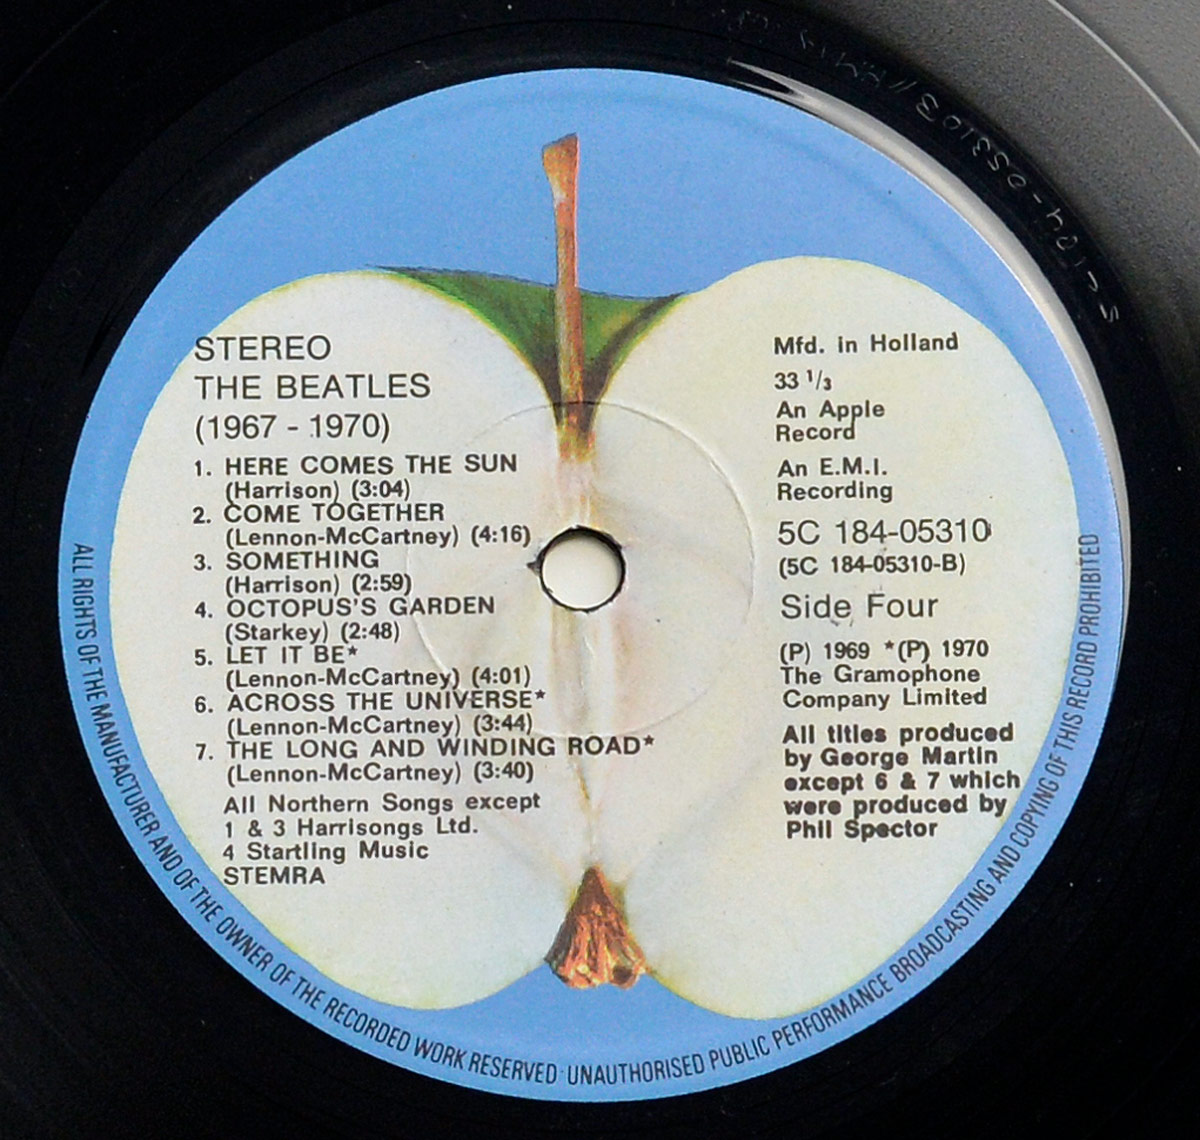 STEREO
THE BEATLES
(1967 - 1970)
1. HERE COMES THE SUN
(Harrison) (3:04)
2. COME TOGETHER
(Lennon-McCartney) (4:16)
3. SOMETHING
(Harrison) (2:59)
4. OCTOPUS'S GARDEN
(Starkey) (2:48)
5. LET IT BE*
(Lennon-McCartney) (4:01)
6. ACROSS THE UNIVERSE*
(Lennon-McCartney) (3:44)
7. THE LONG AND WINDING ROAD*
(Lennon-McCartney) (3:40)
All Northern Songs except
1 & 3 Harrisongs Ltd.
4 Startling Music
STEMRA
Mfd. in Holland
33 1/3
An Apple
Record
An E.M.I.
Recording
5C 184-05310
(5C 184-05310-B)
Side Four
(P) 1969 *(P) 1970
The Gramophone
Company Limited
All titles produced
by George Martin
except 6 & 7 which
were produced by
Phil Spector
ALL RIGHTS OF THE MANUFACTURER AND OF THE OWNER OF THE RECORDED WORK RESERVED · UNAUTHORISED PUBLIC PERFORMANCE BROADCASTING AND COPYING OF THIS RECORD PROHIBITED